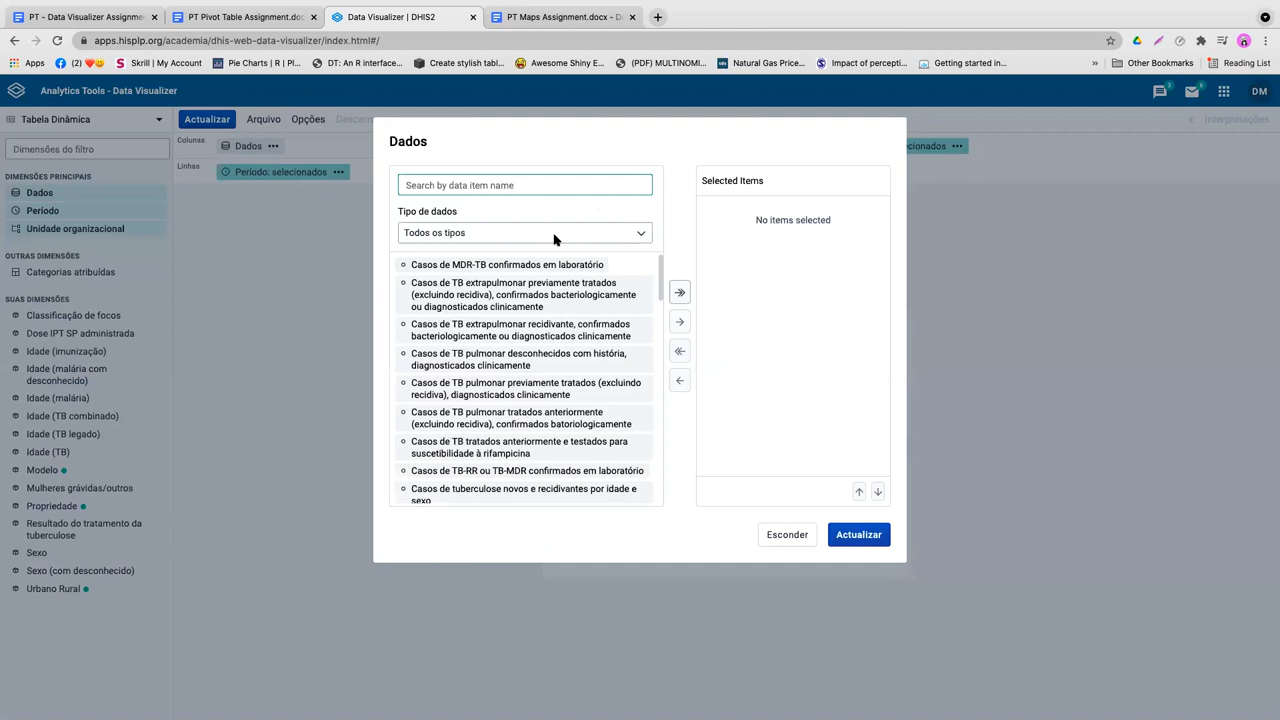 PT - Data Visualizer Assignme
PT Pivot Table Assignment.doc
Data Visualizer | DHIS2
PT Maps Assignment.docx - Do
apps.hisplp.org/academia/dhis-web-data-visualizer/index.html#/
Apps
(2)
Skrill | My Account
Pie Charts | R | Pl...
DT: An R interface...
Create stylish tabl...
Awesome Shiny E...
(PDF) MULTINOMI...
Natural Gas Price...
Impact of percepti...
Getting started in...
»
Other Bookmarks
Reading List
Analytics Tools - Data Visualizer
DM
Tabela Dinâmica
Actualizar
Arquivo
Opções
Descarr
Interpretações
Dimensões do filtro
DIMENSÕES PRINCIPAIS
Dados
Período
Unidade organizacional
OUTRAS DIMENSÕES
Categorias atribuídas
SUAS DIMENSÕES
Classificação de focos
Dose IPT SP administrada
Idade (imunização)
Idade (malária com
desconhecido)
Idade (malária)
Idade (TB combinado)
Idade (TB legado)
Idade (TB)
Modelo
Mulheres grávidas/outros
Propriedade
Resultado do tratamento da
tuberculose
Sexo
Sexo (com desconhecido)
Urbano Rural
Colunas
Dados
Linhas
Período: selecionados
ecionados
Dados
Search by data item name
Tipo de dados
Todos os tipos
Casos de MDR-TB confirmados em laboratório
Casos de TB extrapulmonar previamente tratados
(excluindo recidiva), confirmados bacteriologicamente
ou diagnosticados clinicamente
Casos de TB extrapulmonar recidivante, confirmados
bacteriologicamente ou diagnosticados clinicamente
Casos de TB pulmonar desconhecidos com história,
diagnosticados clinicamente
Casos de TB pulmonar previamente tratados (excluindo
recidiva), diagnosticados clinicamente
Casos de TB pulmonar tratados anteriormente
(excluindo recidiva), confirmados batoriologicamente
Casos de TB tratados anteriormente e testados para
suscetibilidade à rifampicina
Casos de TB-RR ou TB-MDR confirmados em laboratório
Casos de tuberculose novos e recidivantes por idade e
sexo
Selected Items
No items selected
Esconder
Actualizar